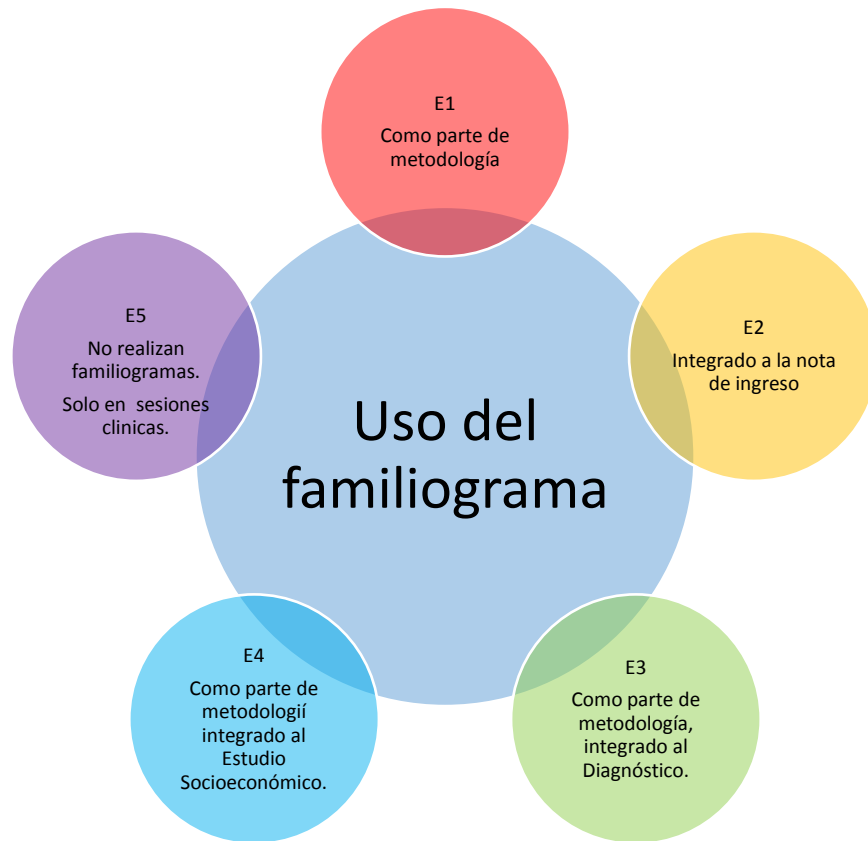 E1
Como parte de
metodología
E2
Integrado a la nota
de ingreso
E3
Como parte de
metodología,
integrado al
Diagnóstico.
E4
Como parte de
metodologií
integrado al
Estudio
Socioeconómico.
E5
No realizan
familiogramas.
Solo en  sesiones
clinicas.
Uso del
familiograma